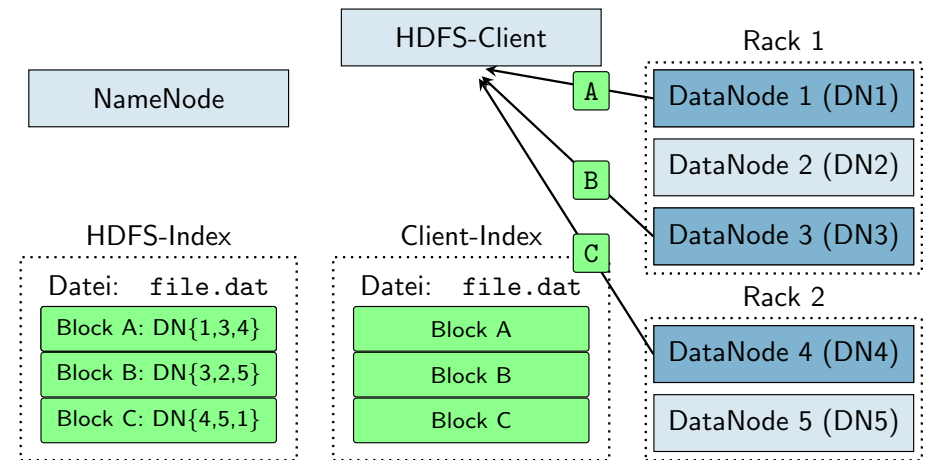 HDFS-Client
NameNode
Rack 1
A
DataNode 1 (DN1)
DataNode 2 (DN2)
B
DataNode 3 (DN3)
C
Rack 2
DataNode 4 (DN4)
DataNode 5 (DN5)
HDFS-Index
Datei: file.dat
Block A: DN{1,3,4}
Block B: DN{3,2,5}
Block C: DN{4,5,1}
Client-Index
Datei: file.dat
Block A
Block B
Block C